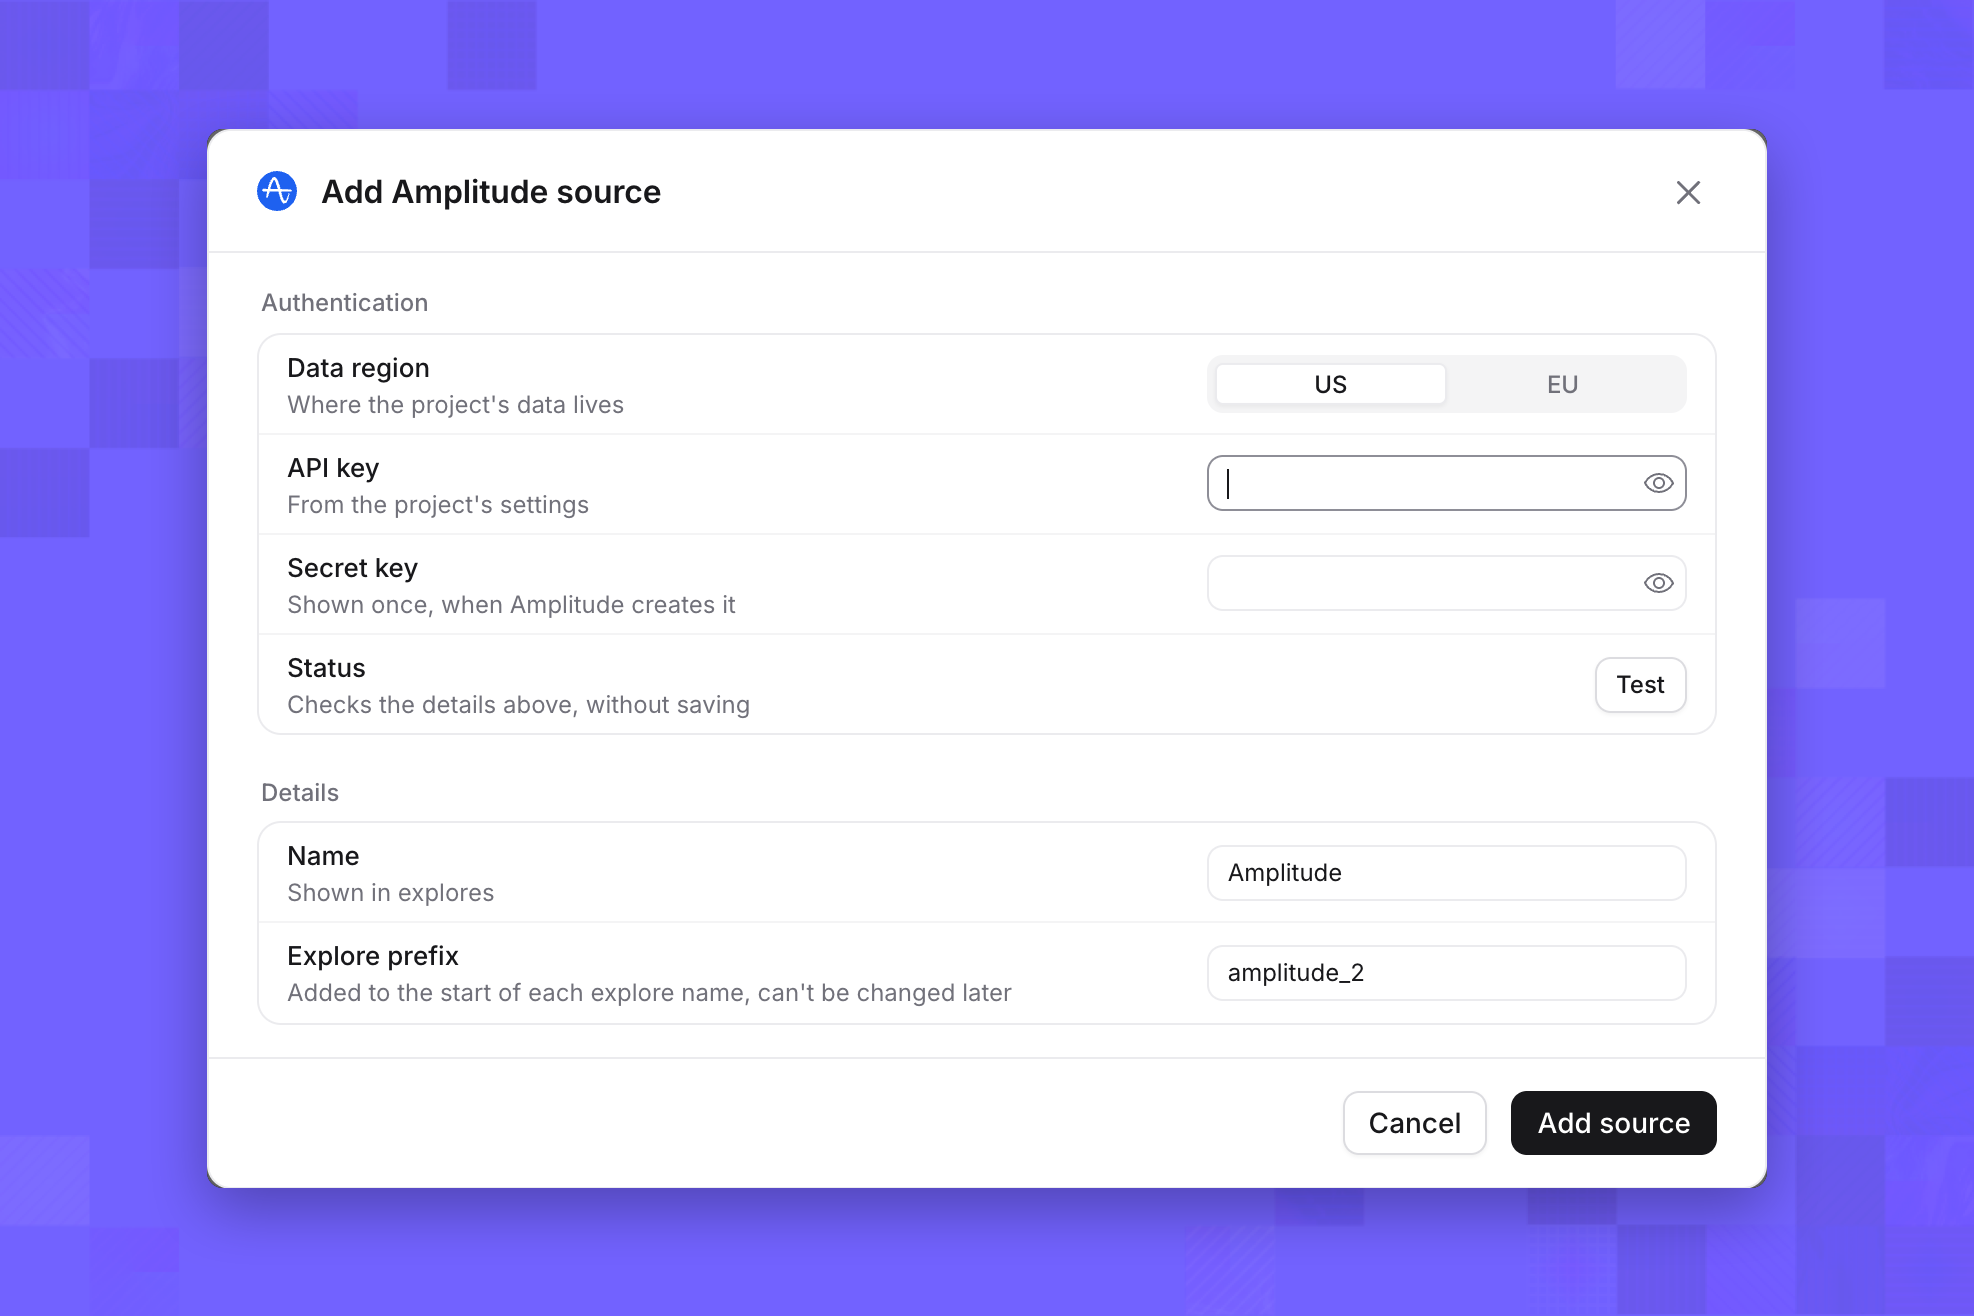 Add Amplitude source
Authentication
Data region
Where the project's data lives
US
EU
API key
From the project's settings
Secret key
Shown once, when Amplitude creates it
Status
Checks the details above, without saving
Test
Details
Name
Shown in explores
Amplitude
Explore prefix
Added to the start of each explore name, can't be changed later
amplitude_2
Cancel
Add source